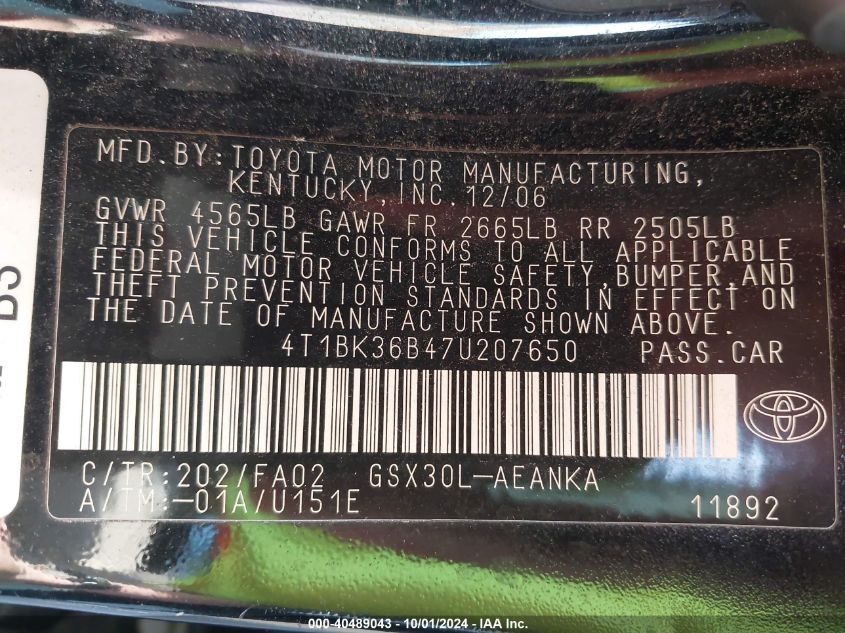 MFD.BY:TOYOTA MOTOR MANUFACTURING,
KENTUCKY,INC.12/06
GVWR 4565LB GAWR FR 2665LB RR 2505LB
THIS VEHICLE CONFORMS TO ALL APPLICABLE
FEDERAL MOTOR VEHICLE SAFETY,BUMPER,AND
THEFT PREVENTION STANDARDS IN EFFECT ON
THE DATE OF MANUFACTURE SHOWN ABOVE.
4T1BK36B47U207650 PASS.CAR
C/TR:202/FA02 GSX30L-AEANKA
A/TM:-01A/U151E 11892
000-40489043 - 10/01/2024 - IAA Inc.